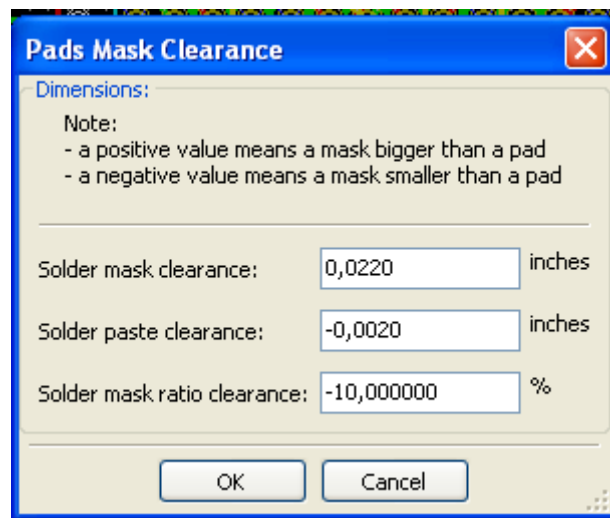 Pads Mask Clearance
Dimensions:
Note:
- a positive value means a mask bigger than a pad
- a negative value means a mask smaller than a pad
Solder mask clearance: 0,0220 inches
Solder paste clearance: -0,0020 inches
Solder mask ratio clearance: -10,000000 %
OK Cancel